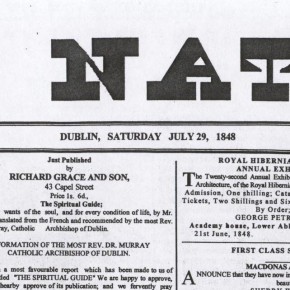 NAT
DUBLIN, SATURDAY JULY 29, 1848
Just Published
by
RICHARD GRACE AND SON,
43 Capel Street
Price 1s. 6d.,
The Spiritual Guide;
wants of the soul, and for every condition of life, by Mr.
anslated from the French and recommended by the most Rev.
ray, Catholic Archbishop of Dublin.
FORMATION OF THE MOST REV. DR. MURRAY
CATHOLIC ARCHBISHOP OF DUBLIN.
a most favourable report which has been made to us of
led "THE SPIRITUAL GUIDE" We are happy to approve,
hereby approve of its publication; and we fervently pray
ROYAL HIBERNIA
ANNUAL EXH
The Twenty-second Annual Exhib
Architecture, of the Royal Hiberni
Admission, One shilling; Cata
Tickets, Two Shillings and Six
By Order;
GEORGE PETR
Academy house, Lower Abb
21st June, 1848.
FIRST CLASS S
MACDONAS
ANNOUNCE that they have now i
beau